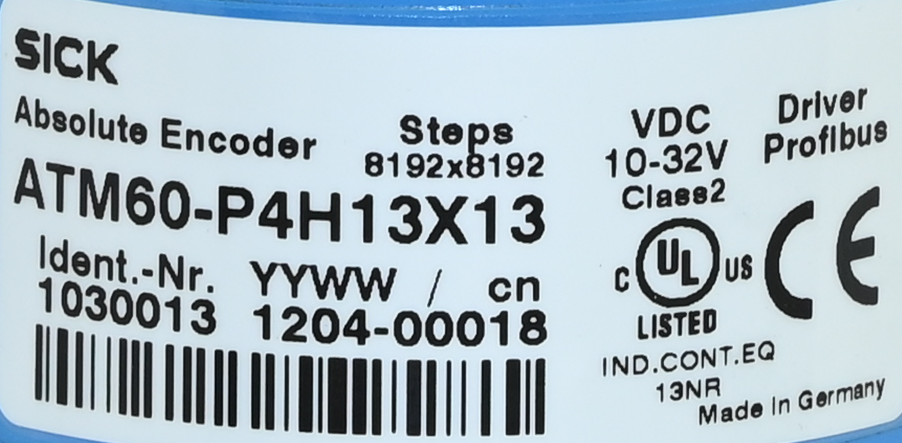 SICK
Absolute Encoder
Steps
8192x8192
VDC
10-32V
Class2
Driver
Profibus
ATM60-P4H13X13
Ident.-Nr. YYWW / cn
1030013 1204-00018
C UL US
LISTED
CE
IND.CONT.EQ
13NR
Made in Germany